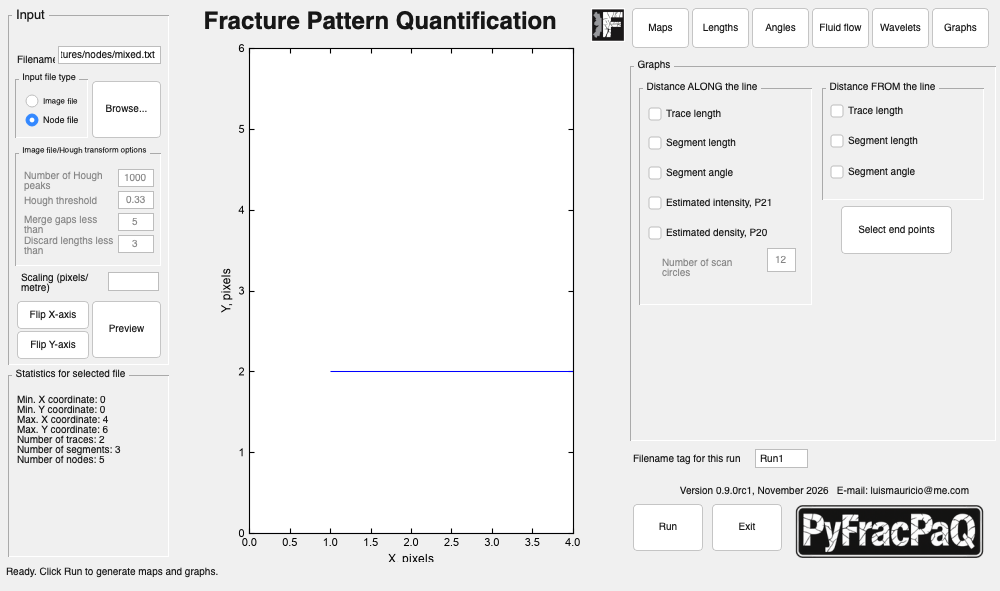 Input
Filename
:ures/nodes/mixed.txt
Input file type
Image file
Node file
Browse...
Image file/Hough transform options
Number of Hough
peaks
1000
Hough threshold
0.33
Merge gaps less
than
5
Discard lengths less
than
3
Scaling (pixels/
metre)
Flip X-axis
Flip Y-axis
Preview
Statistics for selected file
Min. X coordinate: 0
Min. Y coordinate: 0
Max. X coordinate: 4
Max. Y coordinate: 6
Number of traces: 2
Number of segments: 3
Number of nodes: 5
Ready. Click Run to generate maps and graphs.
Fracture Pattern Quantification
6
5
4
3
2
1
0
Y, pixels
0.0 0.5 1.0 1.5 2.0 2.5 3.0 3.5 4.0
X, pixels
F
Maps Lengths Angles Fluid flow Wavelets Graphs
Graphs
Distance ALONG the line
Trace length
Segment length
Segment angle
Estimated intensity, P21
Estimated density, P20
Number of scan
circles
12
Distance FROM the line
Trace length
Segment length
Segment angle
Select end points
Filename tag for this run
Run1
Version 0.9.0rc1, November 2026 E-mail: luismauricio@me.com
Run
Exit
PyFracPaQ